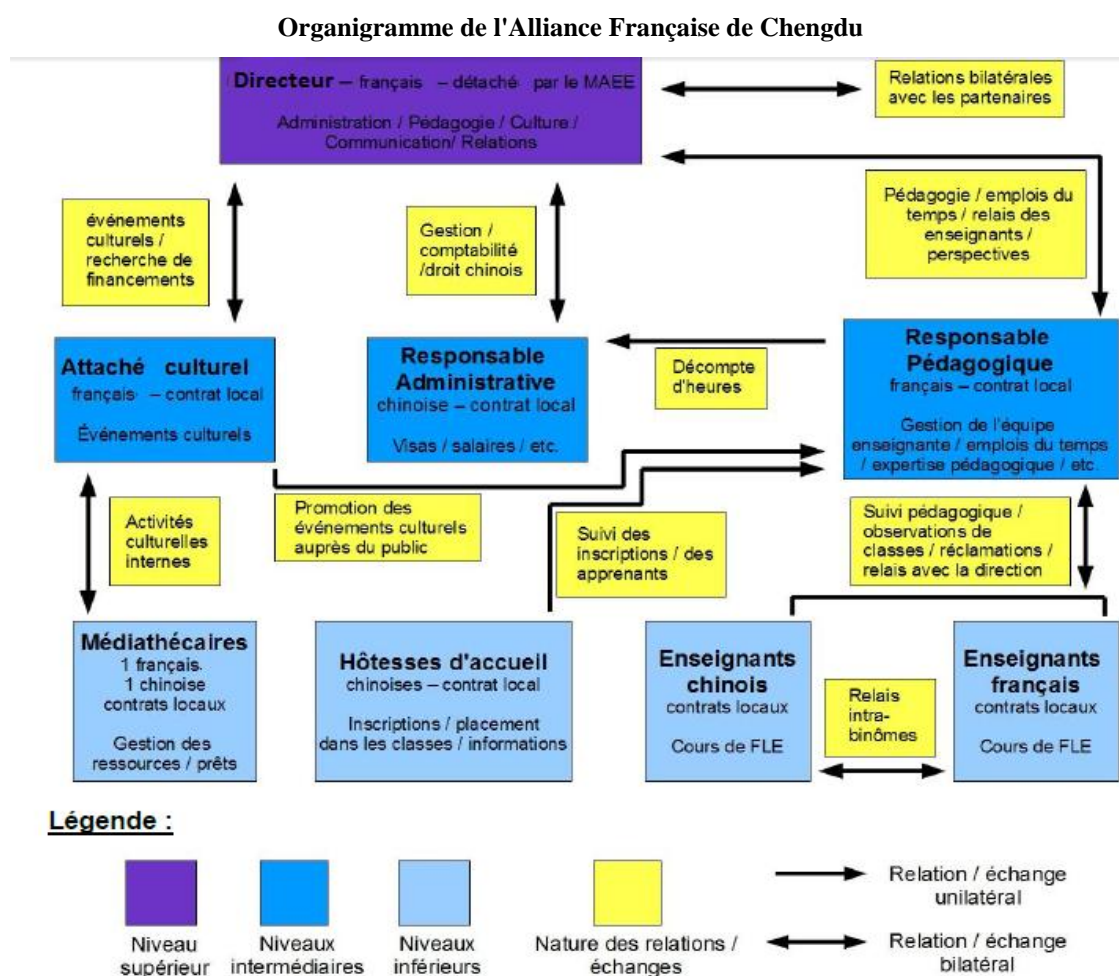 Organigramme de l'Alliance Française de Chengdu
Directeur – français – détaché par le MAEE
Administration / Pédagogie / Culture /
Communication/ Relations
Relations bilatérales
avec les partenaires
événements
culturels /
recherche de
financements
Gestion /
comptabilité
/droit chinois
Pédagogie / emplois du
temps / relais des
enseignants /
perspectives
Attaché culturel
français – contrat local
Événements culturels
Responsable
Administrative
chinoise – contrat local
Visas / salaires / etc.
Décompte
d'heures
Responsable
Pédagogique
français – contrat local
Gestion de l'équipe
enseignante / emplois du temps
/ expertise pédagogique / etc.
Activités
culturelles
internes
Promotion des
événements culturels
auprès du public
Suivi des
inscriptions / des
apprenants
Suivi pédagogique /
observations de
classes / réclamations /
relais avec la direction
Médiathécaires
1 français
1 chinoise
contrats locaux
Gestion des
ressources / prêts
Hôtesses d'accueil
chinoises – contrat local
Inscriptions / placement
dans les classes / informations
Enseignants
chinois
contrats locaux
Cours de FLE
Relais
intra-
binômes
Enseignants
français
contrats locaux
Cours de FLE
Légende :
Niveau
supérieur
Niveaux
intermédiaires
Niveaux
inférieurs
Nature des relations /
échanges
Relation / échange
unilatéral
Relation / échange
bilatéral